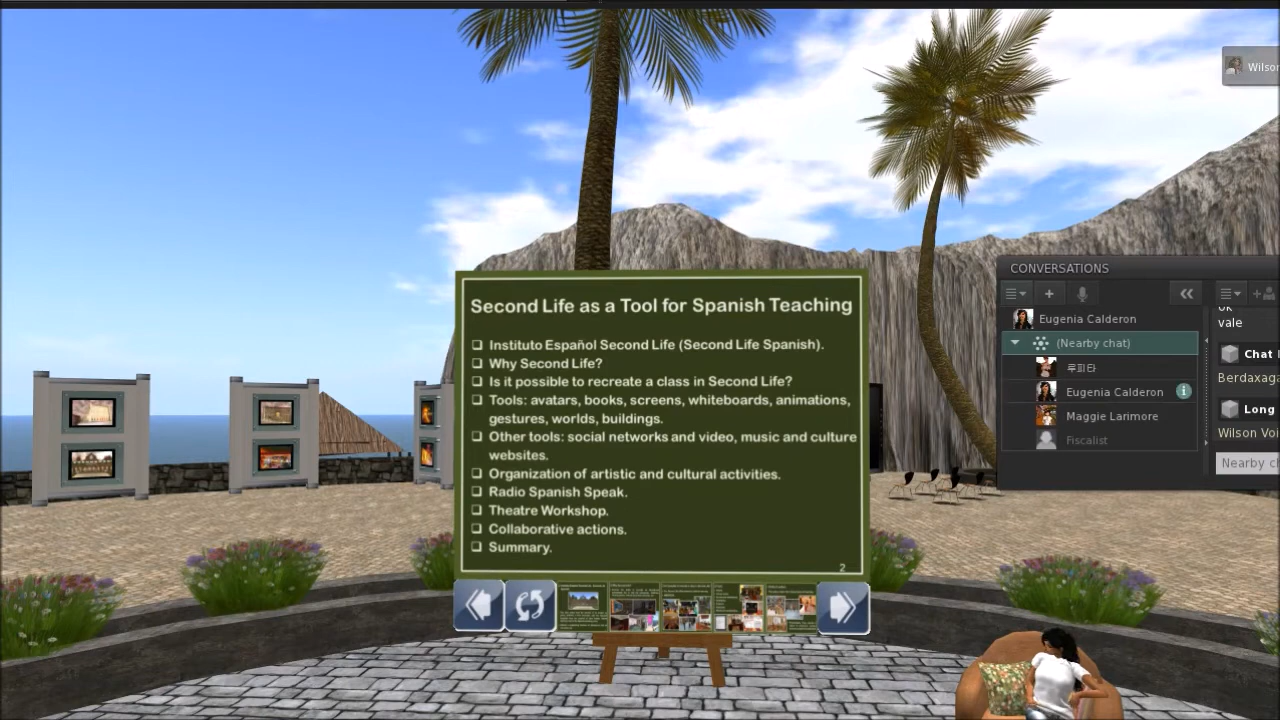 Wilson
Second Life as a Tool for Spanish Teaching
❑ Instituto Español Second Life (Second Life Spanish).
❑ Why Second Life?
❑ Is it possible to recreate a class in Second Life?
❑ Tools: avatars, books, screens, whiteboards, animations,
gestures, worlds, buildings.
❑ Other tools: social networks and video, music and culture
websites.
❑ Organization of artistic and cultural activities.
❑ Radio Spanish Speak.
❑ Theatre Workshop.
❑ Collaborative actions.
❑ Summary.
2
CONVERSATIONS
Eugenia Calderon
(Nearby chat)
루피타
Eugenia Calderon
Maggie Larimore
Fiscalist
ok
vale
Chat
Berdaxaga
Long
Wilson Voi
Nearby ch